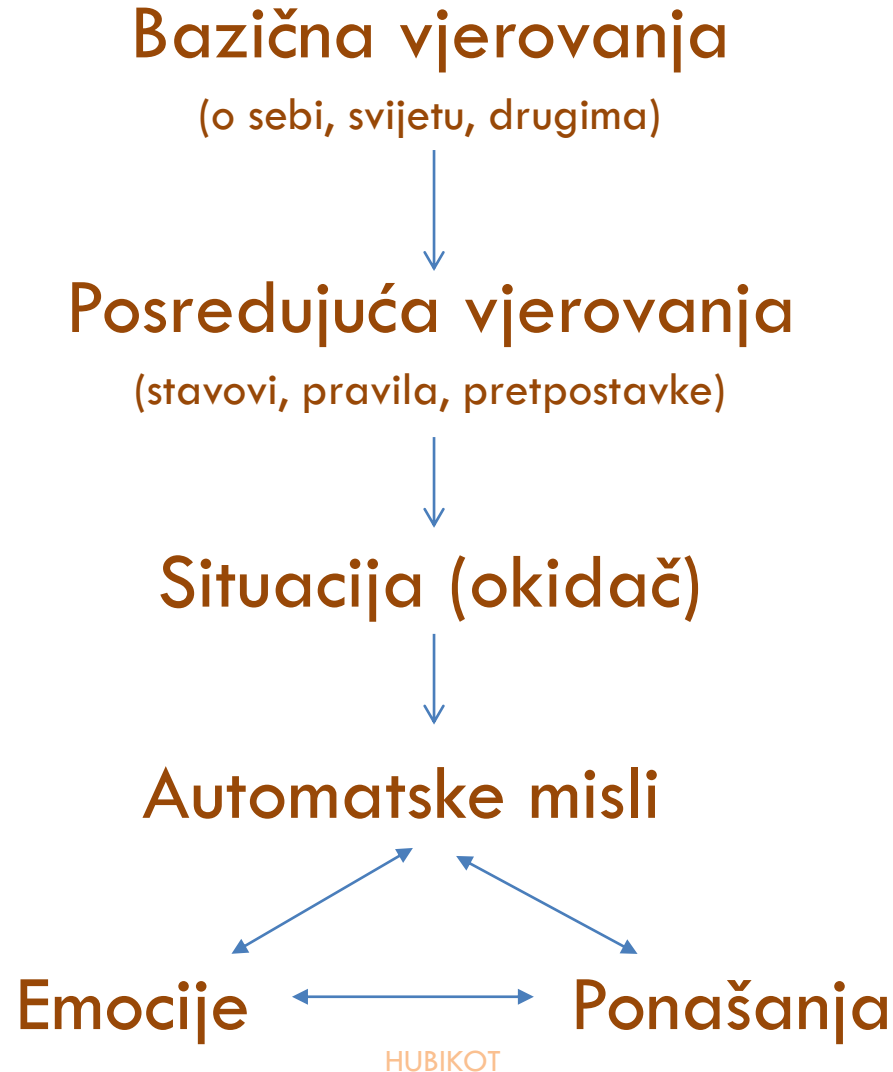 Bazična vjerovanja
(o sebi, svijetu, drugima)
Posredujuća vjerovanja
(stavovi, pravila, pretpostavke)
Situacija (okidač)
Automatske misli
Emocije
Ponašanja
HUBIKOT